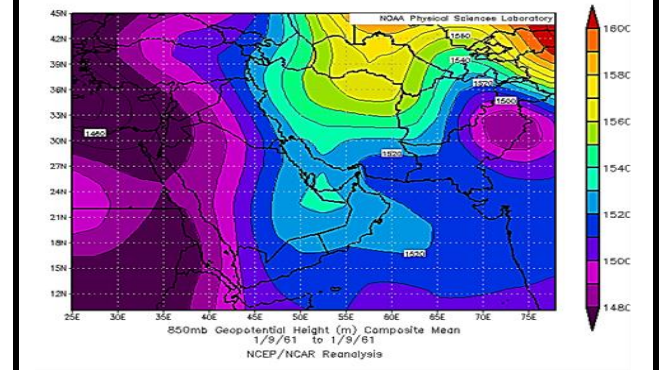 45N
NOAA Physical Sciences Laboratory
42N
39N
36N
33N
30N
27N
24N
21N
18N
15N
12N
1560
1540
1520
1500
1460
1520
1520
25E 30E 35E 40E 45E 50E 55E 60E 65E 70E 75E
1600
1580
1560
1540
1520
1500
1480
850mb Geopotential Height (m) Composite Mean
1/9/61 to 1/9/61
NCEP/NCAR Reanalysis